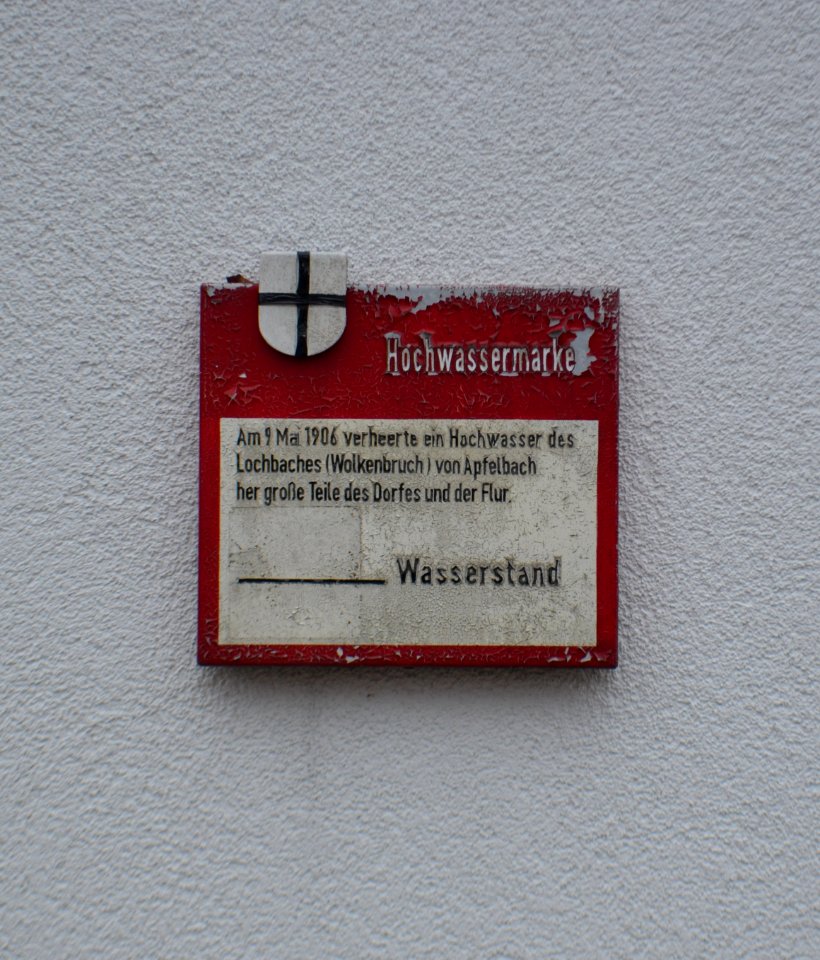 Hochwassermarke
Am 9 Mai 1906 verheerte ein Hochwasser des
Lochbaches (Wolkenbruch) von Apfelbach
her große Teile des Dorfes und der Flur.
Wasserstand